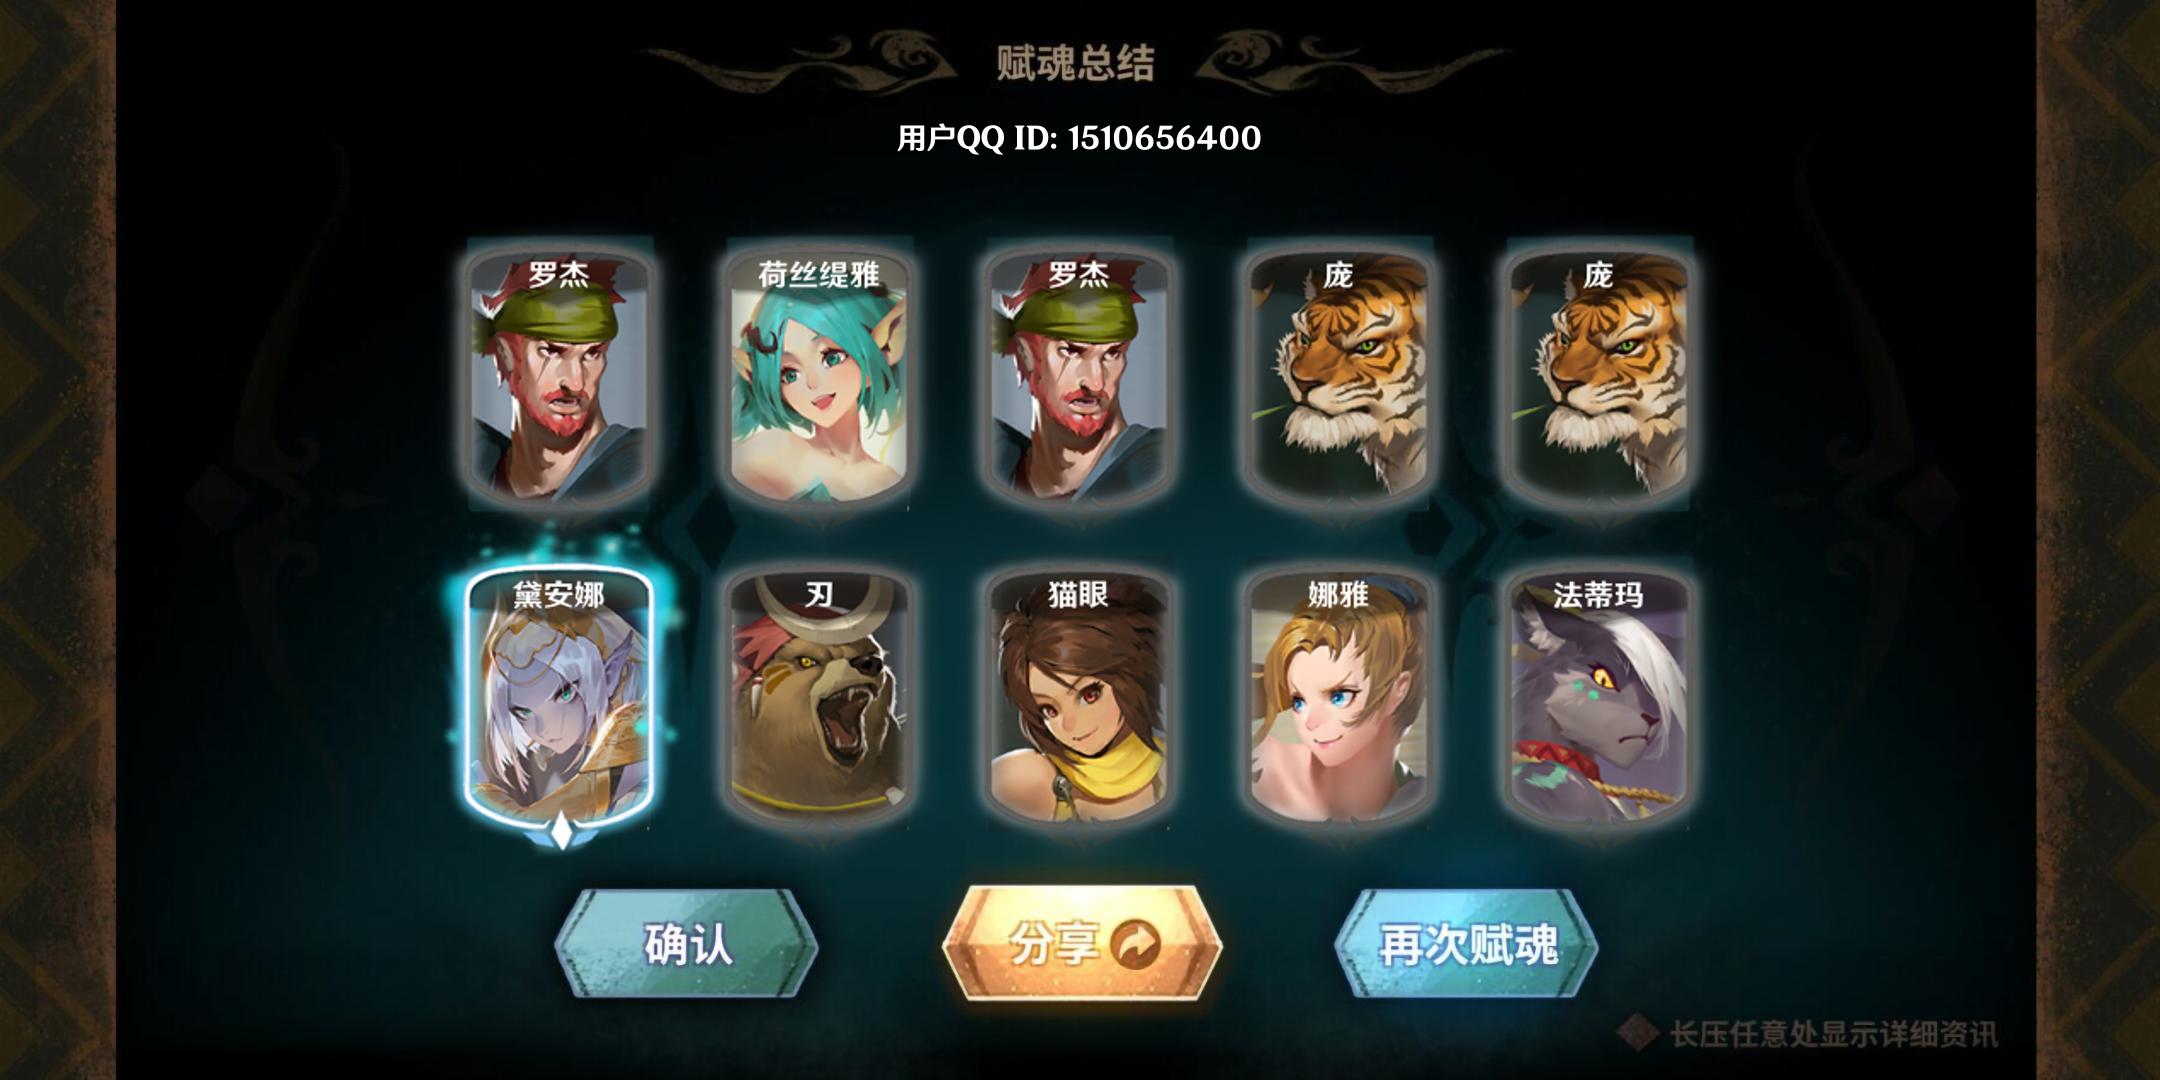 赋魂总结
用户QQ ID: 1510656400
罗杰
荷丝缇雅
罗杰
庞
庞
黛安娜
刃
猫眼
娜雅
法蒂玛
确认
分享
再次赋魂
长压任意处显示详细资讯